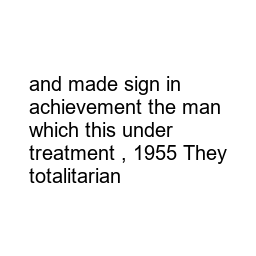 and made sign in
achievement the man
which this under
treatment , 1955 They
totalitarian